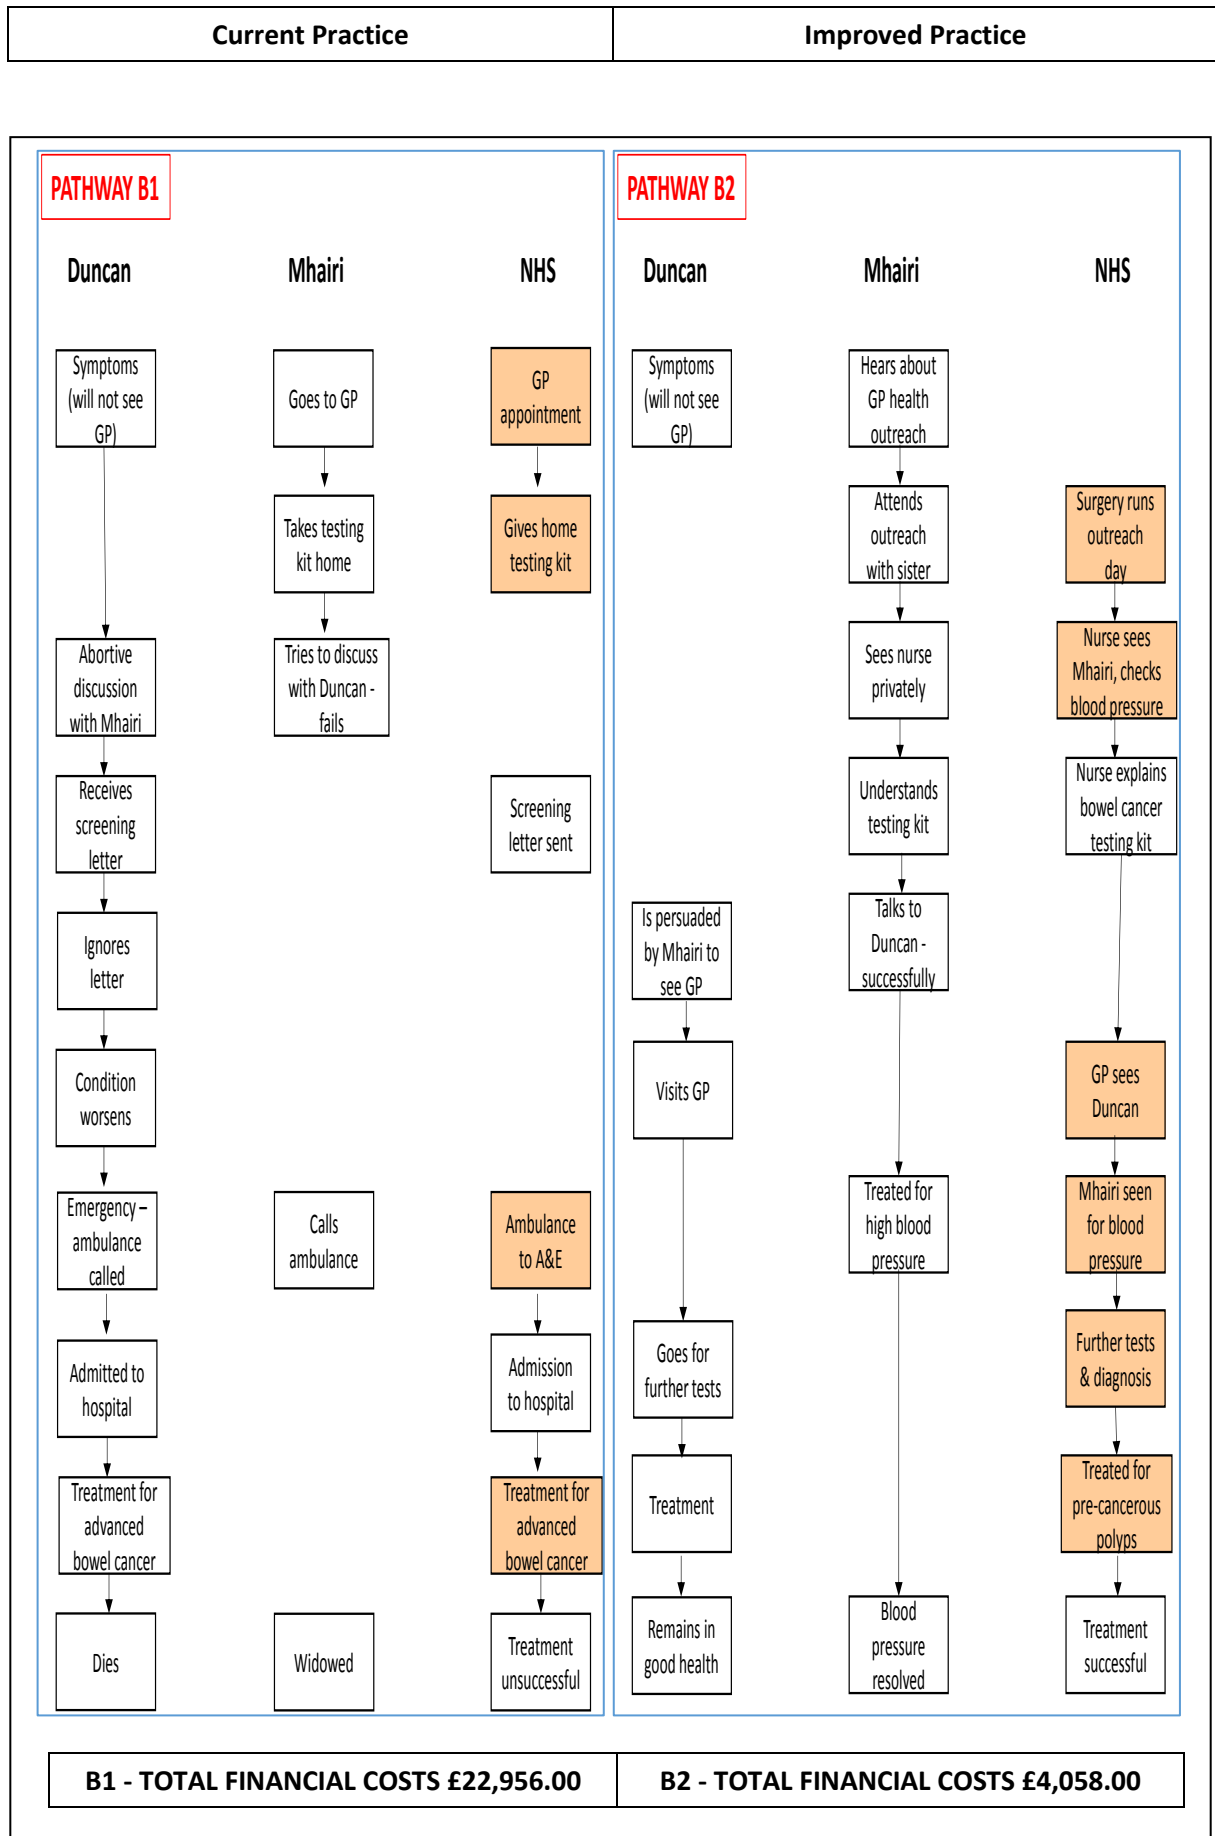 Current Practice
Improved Practice
PATHWAY B1
Duncan
Mhairi
NHS
Symptoms
(will not see
GP)
Goes to GP
GP
appointment
Takes testing
kit home
Gives home
testing kit
Abortive
discussion
with Mhairi
Tries to discuss
with Duncan -
fails
Receives
screening
letter
Screening
letter sent
Ignores
letter
Condition
worsens
Emergency –
ambulance
called
Calls
ambulance
Ambulance
to A&E
Admitted to
hospital
Admission
to hospital
Treatment for
advanced
bowel cancer
Treatment for
advanced
bowel cancer
Dies
Widowed
Treatment
unsuccessful
B1 - TOTAL FINANCIAL COSTS £22,956.00
PATHWAY B2
Duncan
Mhairi
NHS
Symptoms
(will not see
GP)
Hears about
GP health
outreach
Attends
outreach
with sister
Surgery runs
outreach
day
Sees nurse
privately
Nurse sees
Mhairi, checks
blood pressure
Understands
testing kit
Nurse explains
bowel cancer
testing kit
Is persuaded
by Mhairi to
see GP
Talks to
Duncan -
successfully
Visits GP
GP sees
Duncan
Treated for
high blood
pressure
Mhairi seen
for blood
pressure
Goes for
further tests
Further tests
& diagnosis
Treatment
Treated for
pre-cancerous
polyps
Remains in
good health
Blood
pressure
resolved
Treatment
successful
B2 - TOTAL FINANCIAL COSTS £4,058.00